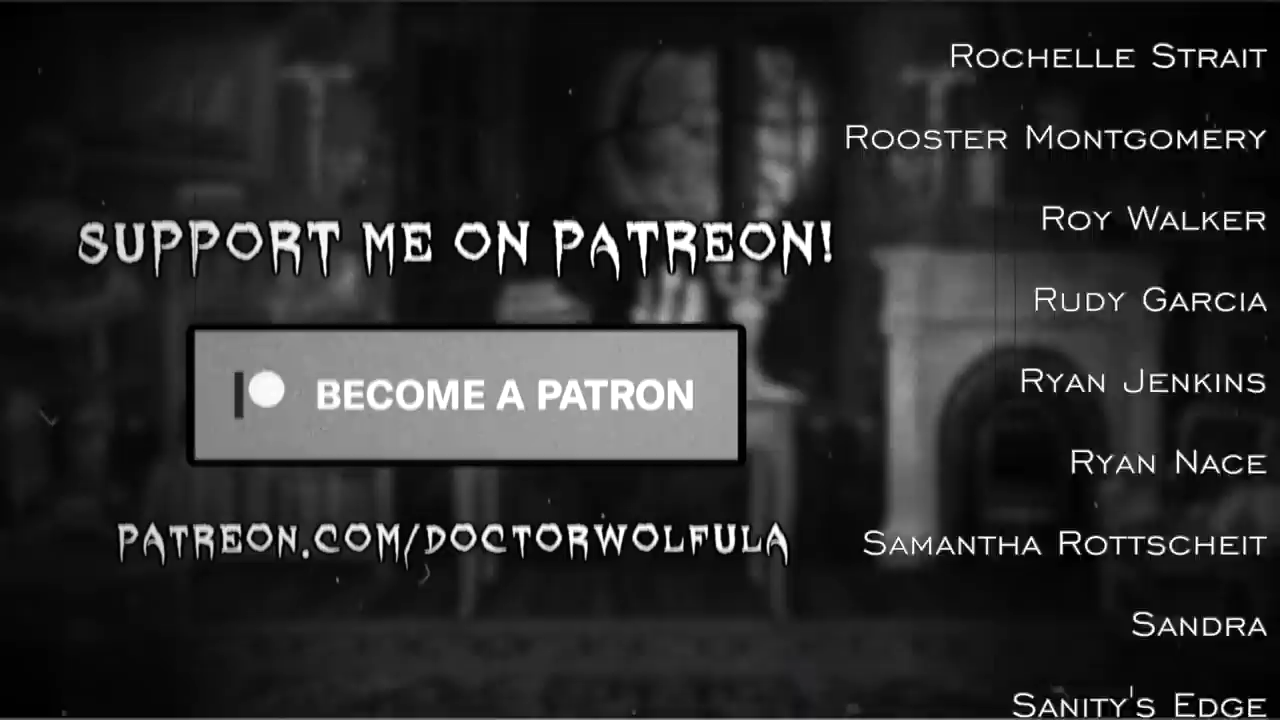 SUPPORT ME ON PATREON!
BECOME A PATRON
PATREON.COM/DOCTORWOLFULA
ROCHELLE STRAIT
ROOSTER MONTGOMERY
ROY WALKER
RUDY GARCIA
RYAN JENKINS
RYAN NACE
SAMANTHA ROTTSCHEIT
SANDRA
SANITY'S EDGE